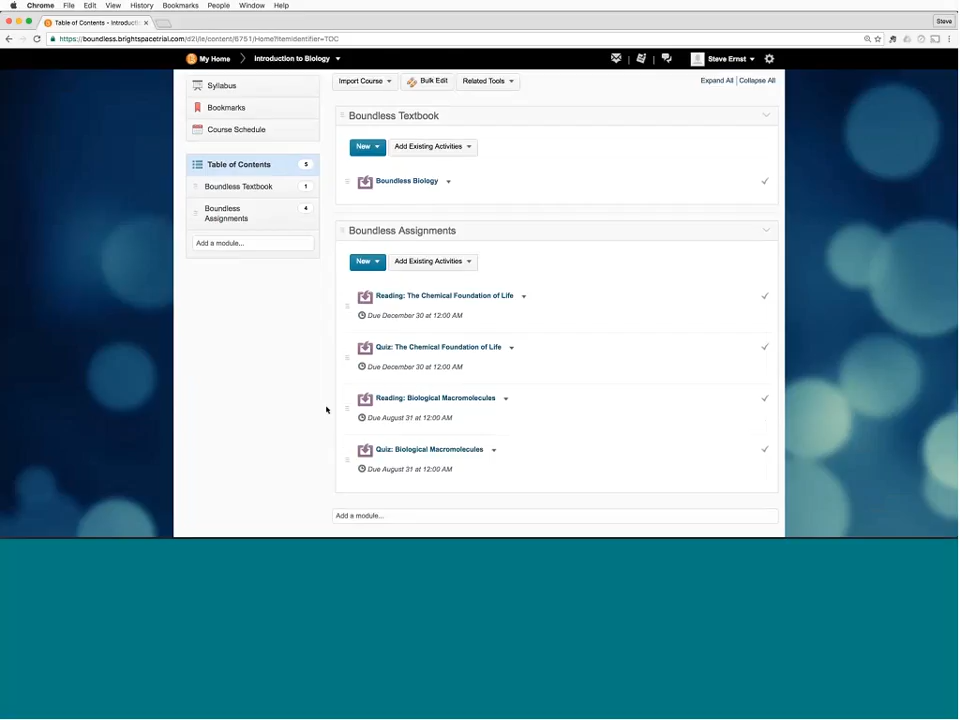 Chrome File Edit View History Bookmarks People Window Help
Table of Contents - Introducti
Steve
https://boundless.brightspacetrial.com/d2l/le/content/6751/Home?itemIdentifier=TOC
My Home Introduction to Biology Steve Ernst
Syllabus
Bookmarks
Course Schedule
Table of Contents 5
Boundless Textbook 1
Boundless 4
Assignments
Add a module...
Import Course Bulk Edit Related Tools Expand All | Collapse All
Boundless Textbook
New Add Existing Activities
Boundless Biology
Boundless Assignments
New Add Existing Activities
Reading: The Chemical Foundation of Life
Due December 30 at 12:00 AM
Quiz: The Chemical Foundation of Life
Due December 30 at 12:00 AM
Reading: Biological Macromolecules
Due August 31 at 12:00 AM
Quiz: Biological Macromolecules
Due August 31 at 12:00 AM
Add a module...